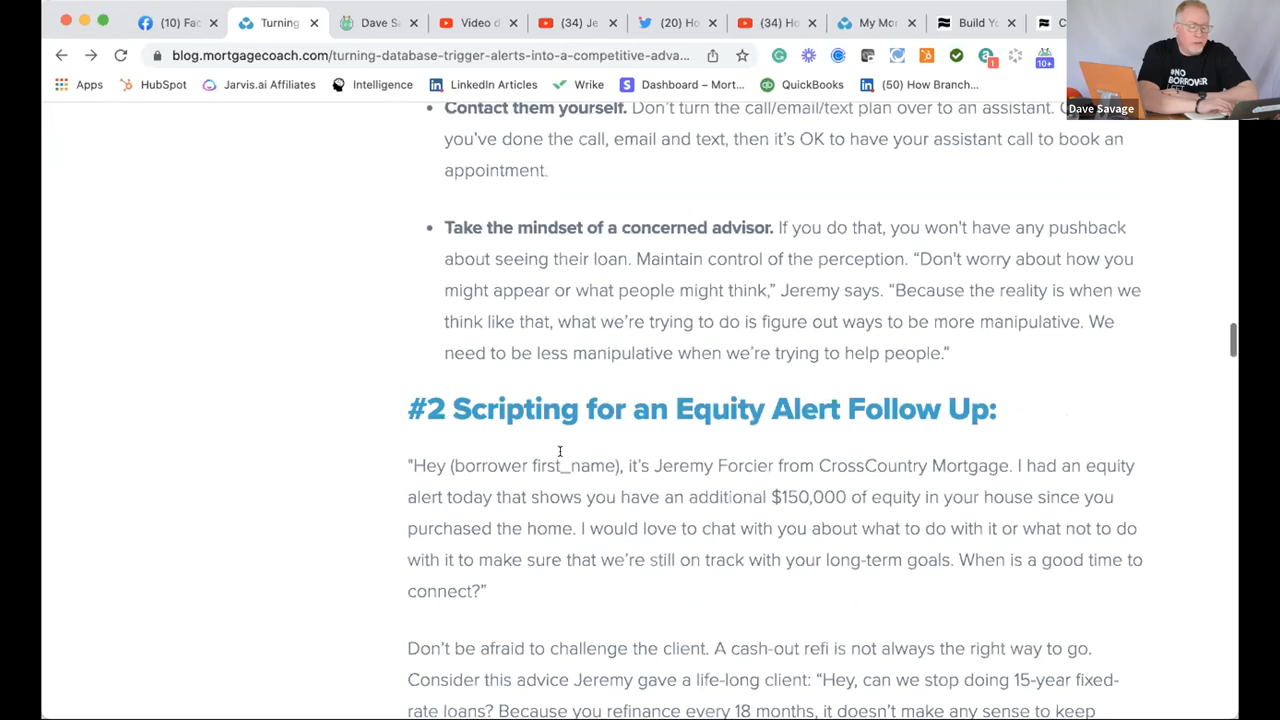 (10) Fac
Turning
Dave Sa
Video d
(34) Je
(20) Ho
(34) Ho
My Mor
Build Yo
C
blog.mortgagecoach.com/turning-database-trigger-alerts-into-a-competitive-adva...
1
10+
Apps
HubSpot
Jarvis.ai Affiliates
Intelligence
LinkedIn Articles
Wrike
Dashboard – Mort...
QuickBooks
(50) How Branch...
#NO
BORROWER
LEFT
Dave Savage
Contact them yourself. Don’t turn the call/email/text plan over to an assistant.
you’ve done the call, email and text, then it’s OK to have your assistant call to book an
appointment.
Take the mindset of a concerned advisor. If you do that, you won't have any pushback
about seeing their loan. Maintain control of the perception. “Don't worry about how you
might appear or what people might think,” Jeremy says. “Because the reality is when we
think like that, what we’re trying to do is figure out ways to be more manipulative. We
need to be less manipulative when we’re trying to help people.”
#2 Scripting for an Equity Alert Follow Up:
"Hey (borrower first_name), it’s Jeremy Forcier from CrossCountry Mortgage. I had an equity
alert today that shows you have an additional $150,000 of equity in your house since you
purchased the home. I would love to chat with you about what to do with it or what not to do
with it to make sure that we’re still on track with your long-term goals. When is a good time to
connect?”
Don’t be afraid to challenge the client. A cash-out refi is not always the right way to go.
Consider this advice Jeremy gave a life-long client: “Hey, can we stop doing 15-year fixed-
rate loans? Because you refinance every 18 months, it doesn’t make any sense to keep